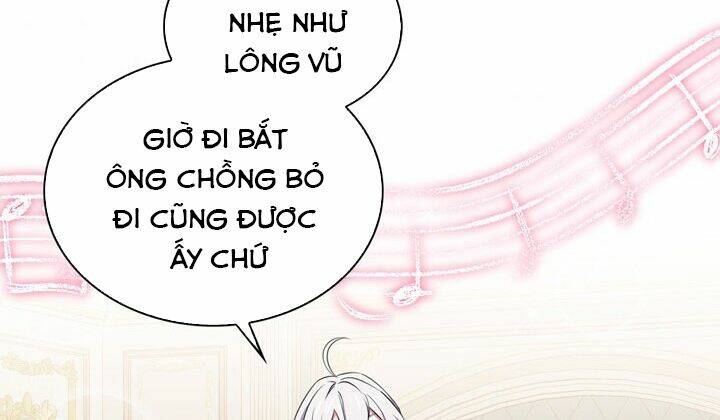 NHẸ NHƯ
LÔNG VŨ
GIỜ ĐI BẮT
ÔNG CHỒNG BỎ
ĐI CŨNG ĐƯỢC
ẤY CHỨ